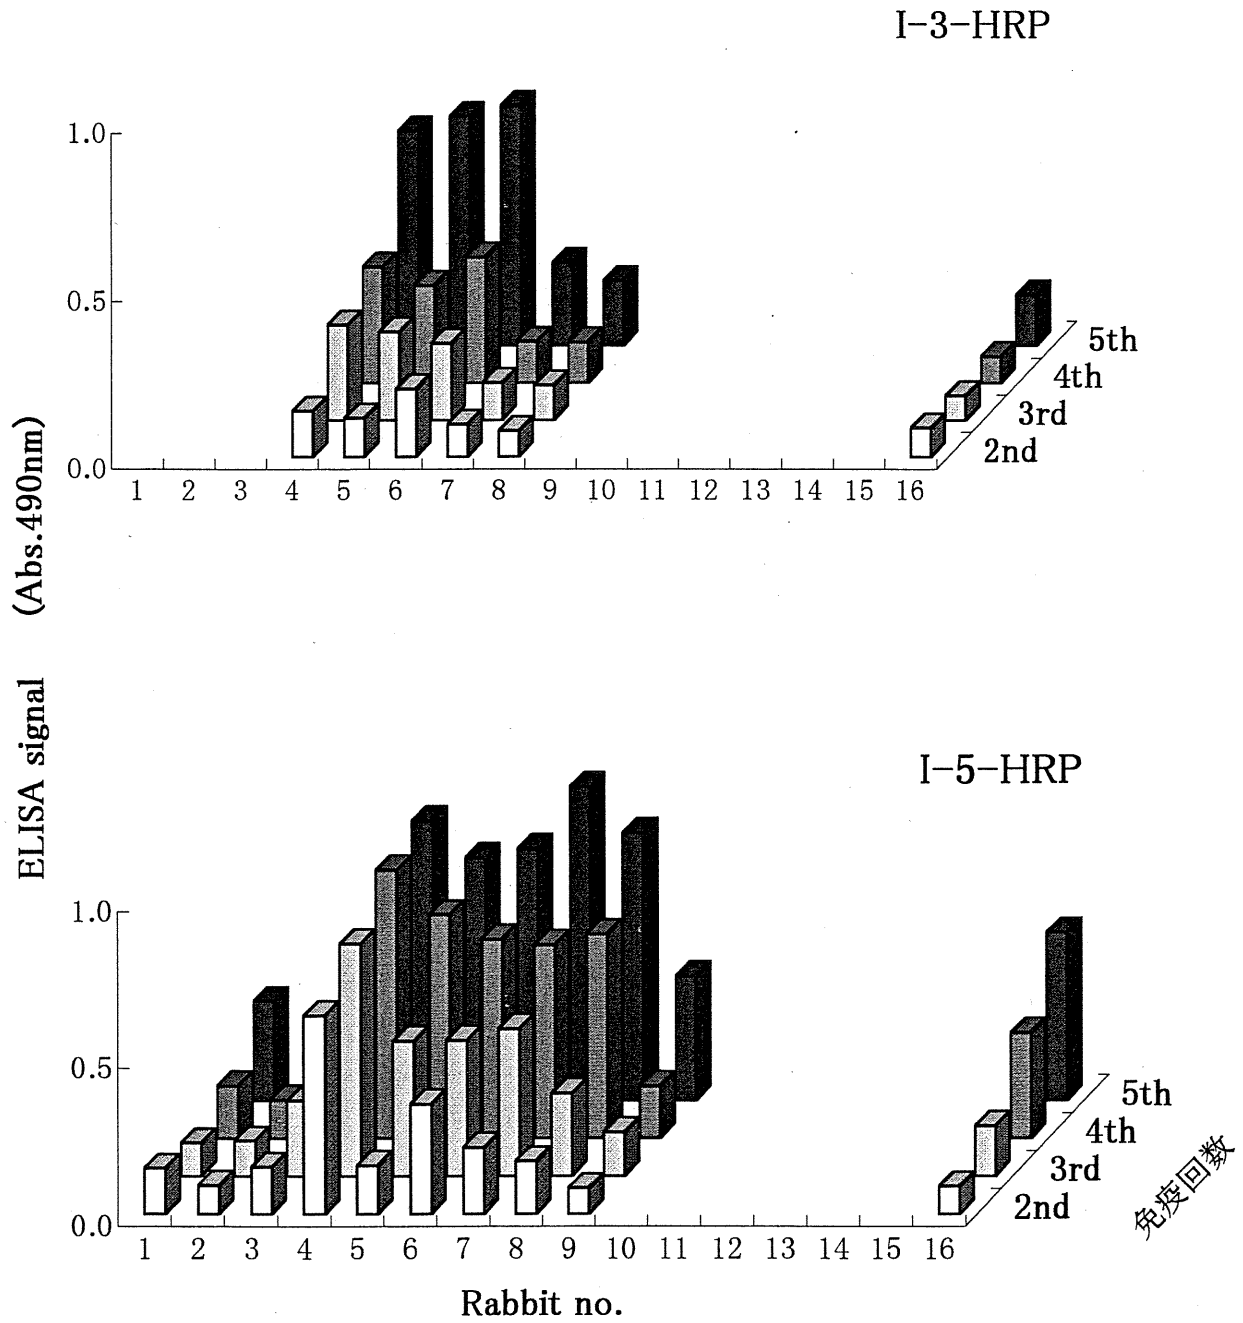 I-3-HRP
1.0
0.5
0.0
5th
4th
3rd
2nd
1 2 3 4 5 6 7 8 9 10 11 12 13 14 15 16
ELISA signal (Abs.490nm)
I-5-HRP
1.0
0.5
0.0
5th
4th
3rd
2nd
免疫回数
1 2 3 4 5 6 7 8 9 10 11 12 13 14 15 16
Rabbit no.